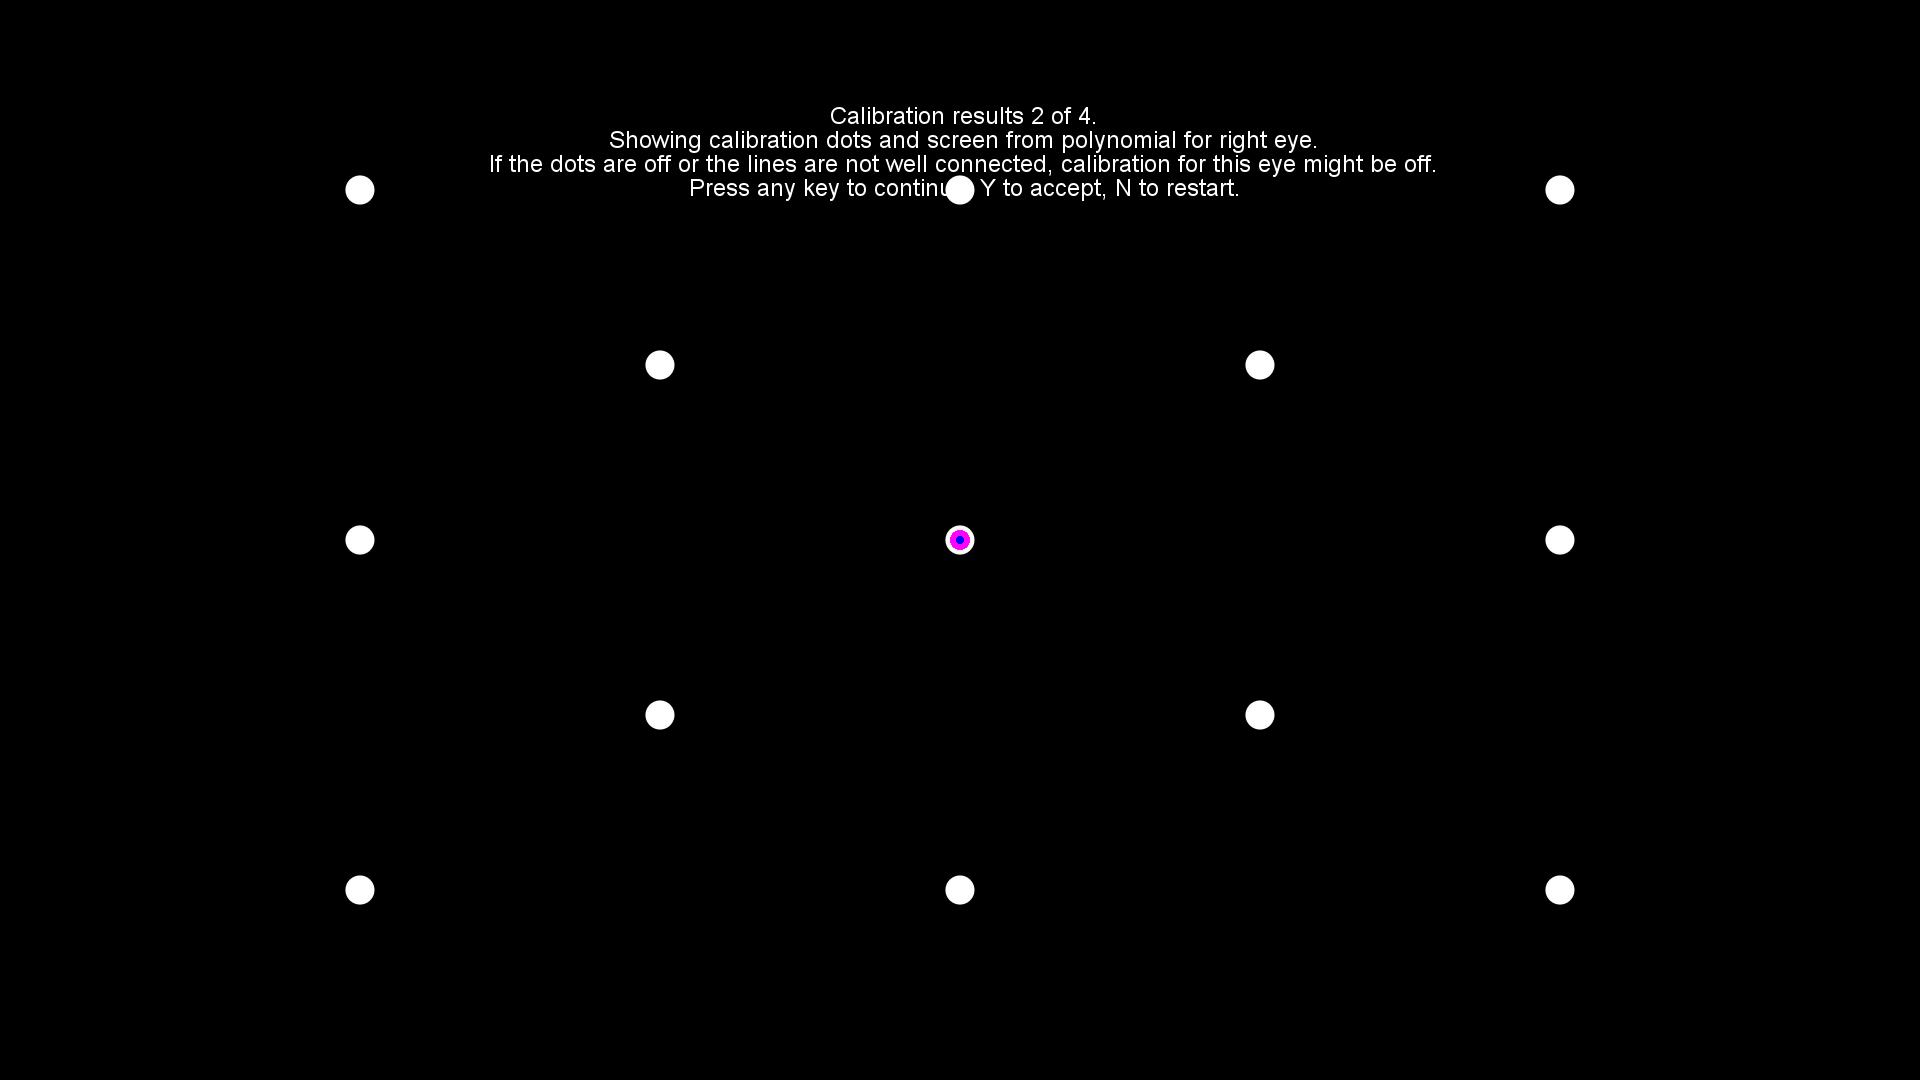 Calibration results 2 of 4.
Showing calibration dots and screen from polynomial for right eye.
If the dots are off or the lines are not well connected, calibration for this eye might be off.
Press any key to continu Y to accept, N to restart.